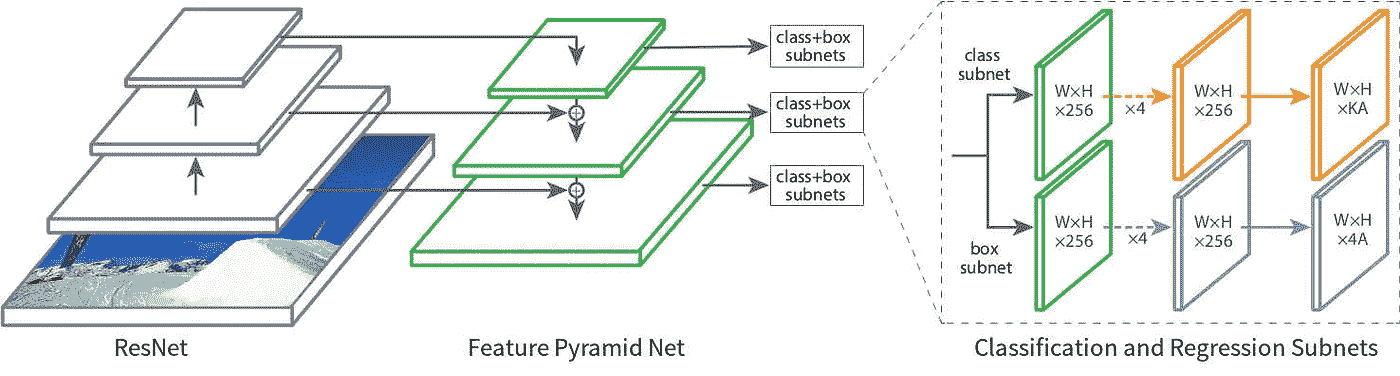 class+box
subnets
class+box
subnets
class+box
subnets
class
subnet
W×H
×256
×4
W×H
×256
W×H
×KA
box
subnet
W×H
×256
×4
W×H
×256
W×H
×4A
ResNet
Feature Pyramid Net
Classification and Regression Subnets